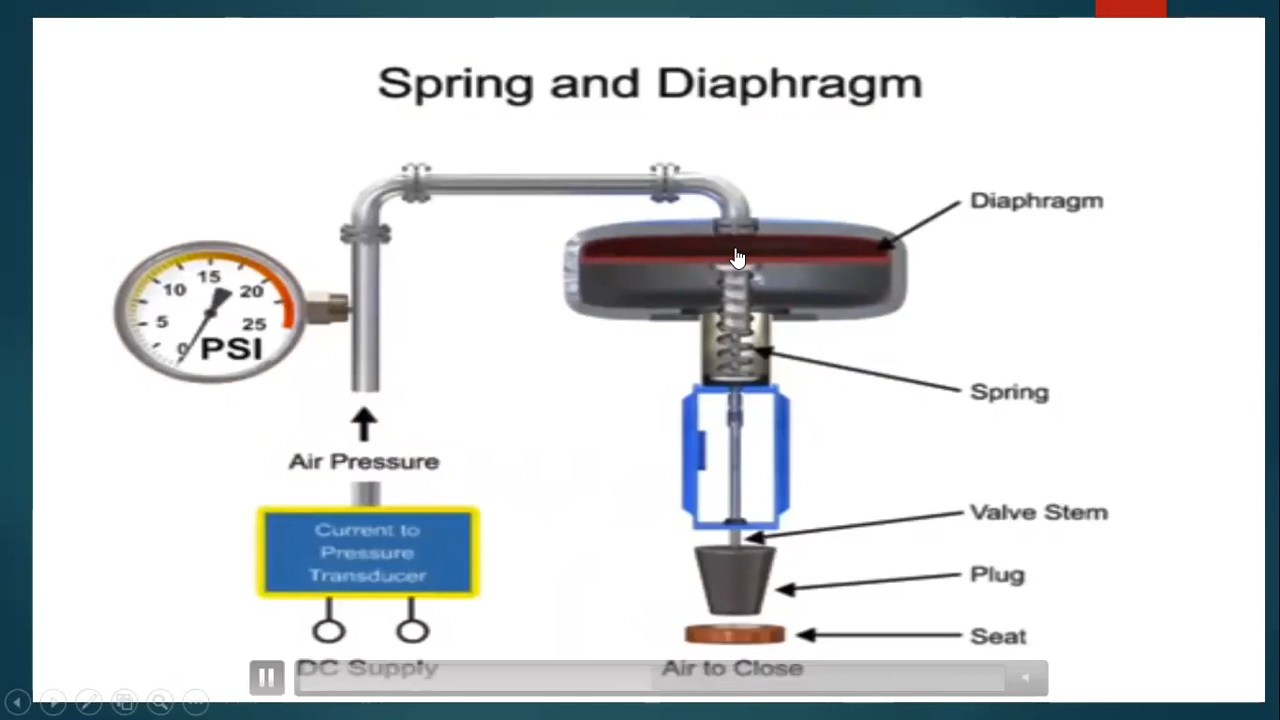 Spring and Diaphragm
Diaphragm
15
10
20
5
25
0
PSI
Spring
Air Pressure
Current to
Pressure
Transducer
Valve Stem
Plug
Seat
DC Supply
Air to Close